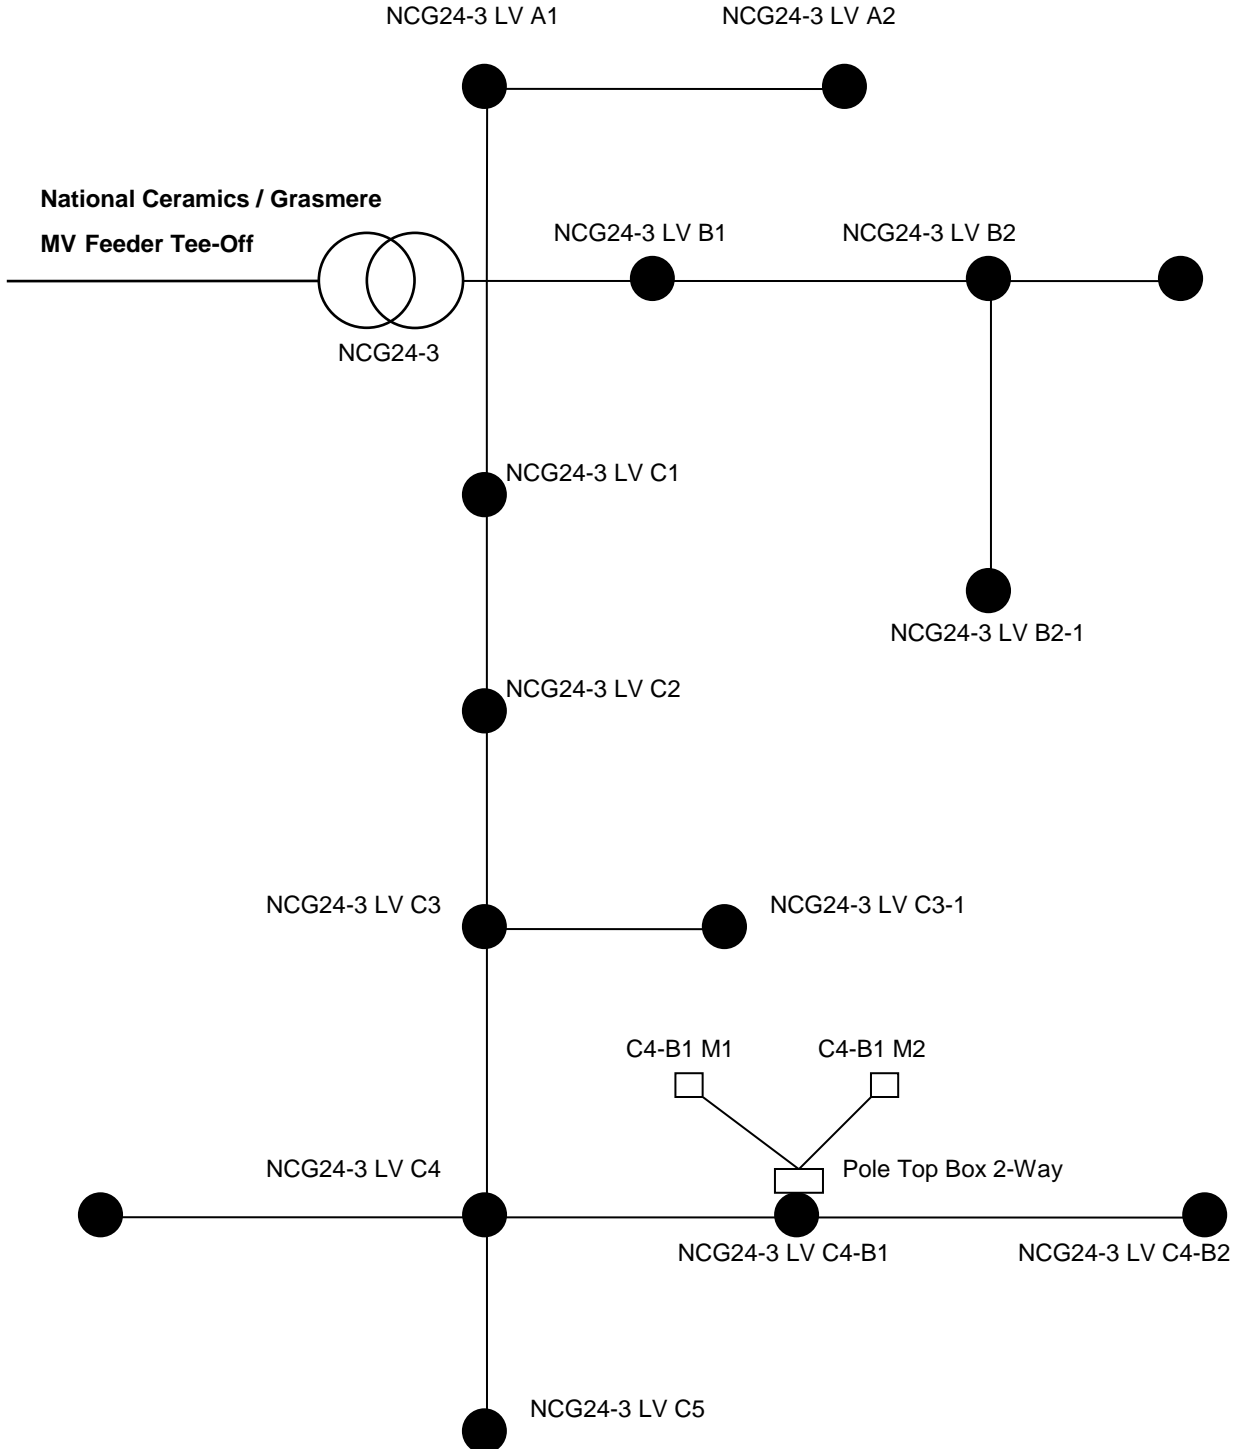 NCG24-3 LV A1
NCG24-3 LV A2
National Ceramics / Grasmere
MV Feeder Tee-Off
NCG24-3 LV B1
NCG24-3 LV B2
NCG24-3
NCG24-3 LV C1
NCG24-3 LV B2-1
NCG24-3 LV C2
NCG24-3 LV C3
NCG24-3 LV C3-1
C4-B1 M1
C4-B1 M2
NCG24-3 LV C4
Pole Top Box 2-Way
NCG24-3 LV C4-B1
NCG24-3 LV C4-B2
NCG24-3 LV C5